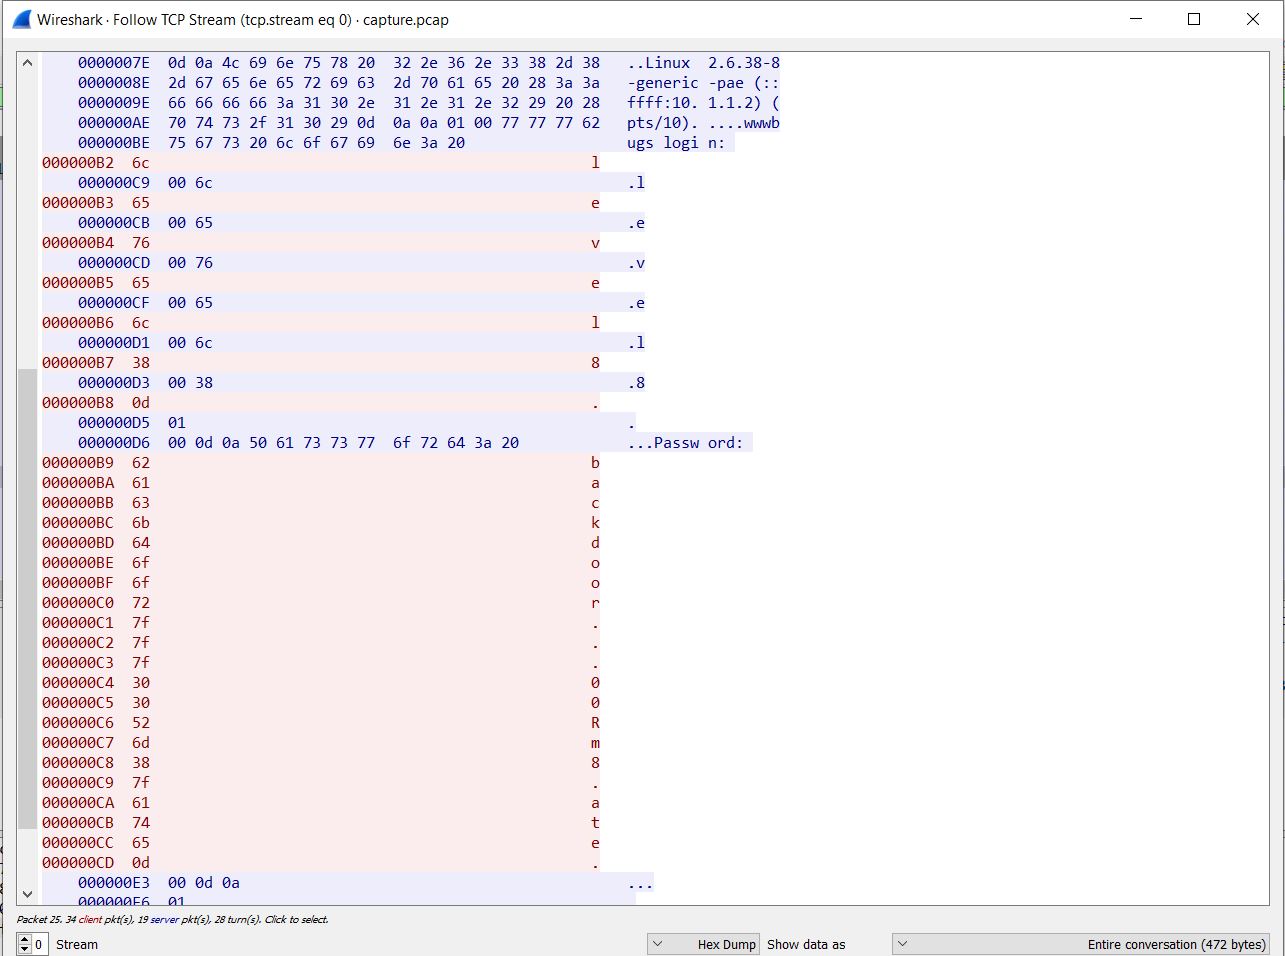 Wireshark · Follow TCP Stream (tcp.stream eq 0) · capture.pcap
0000007E 0d 0a 4c 69 6e 75 78 20 32 2e 36 2e 33 38 2d 38 ..Linux 2.6.38-8
0000008E 2d 67 65 6e 65 72 69 63 2d 70 61 65 20 28 3a 3a -generic -pae (::
0000009E 66 66 66 66 3a 31 30 2e 31 2e 31 2e 32 29 20 28 ffff:10. 1.1.2) (
000000AE 70 74 73 2f 31 30 29 0d 0a 0a 01 00 77 77 77 62 pts/10). ....wwwb
000000BE 75 67 73 20 6c 6f 67 69 6e 3a 20 ugs logi n:
000000B2 6c l
000000C9 00 6c .l
000000B3 65 e
000000CB 00 65 .e
000000B4 76 v
000000CD 00 76 .v
000000B5 65 e
000000CF 00 65 .e
000000B6 6c l
000000D1 00 6c .l
000000B7 38 8
000000D3 00 38 .8
000000B8 0d .
000000D5 01 .
000000D6 00 0d 0a 50 61 73 73 77 6f 72 64 3a 20 ...Passw ord:
000000B9 62 b
000000BA 61 a
000000BB 63 c
000000BC 6b k
000000BD 64 d
000000BE 6f o
000000BF 6f o
000000C0 72 r
000000C1 7f .
000000C2 7f .
000000C3 7f .
000000C4 30 0
000000C5 30 0
000000C6 52 R
000000C7 6d m
000000C8 38 8
000000C9 7f .
000000CA 61 a
000000CB 74 t
000000CC 65 e
000000CD 0d .
000000E3 00 0d 0a ...
000000E6 01
Packet 25. 34 client pkt(s), 19 server pkt(s), 28 turn(s). Click to select.
0 Stream Hex Dump Show data as Entire conversation (472 bytes)